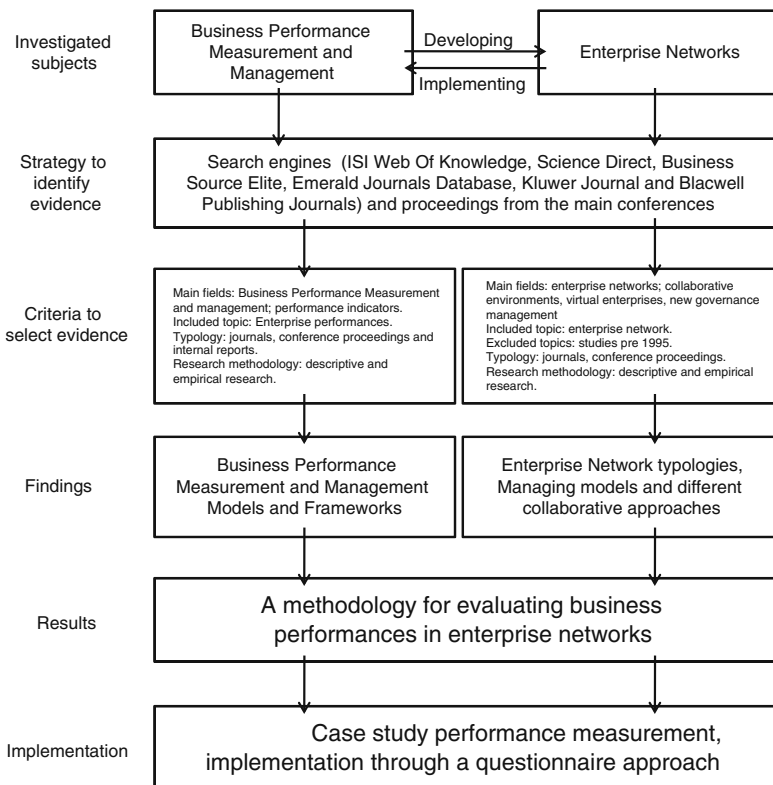 Investigated
subjects
Business Performance
Measurement and
Management
Developing
Implementing
Enterprise Networks
Strategy to
identify
evidence
Search engines (ISI Web Of Knowledge, Science Direct, Business
Source Elite, Emerald Journals Database, Kluwer Journal and Blacwell
Publishing Journals) and proceedings from the main conferences
Criteria to
select evidence
Main fields: Business Performance Measurement
and management; performance indicators.
Included topic: Enterprise performances.
Typology: journals, conference proceedings and
internal reports.
Research methodology: descriptive and
empirical research.
Main fields: enterprise networks; collaborative
environments, virtual enterprises, new governance
management
Included topic: enterprise network.
Excluded topics: studies pre 1995.
Typology: journals, conference proceedings.
Research methodology: descriptive and empirical
research.
Findings
Business Performance
Measurement and Management
Models and Frameworks
Enterprise Network typologies,
Managing models and different
collaborative approaches
Results
A methodology for evaluating business
performances in enterprise networks
Implementation
Case study performance measurement,
implementation through a questionnaire approach